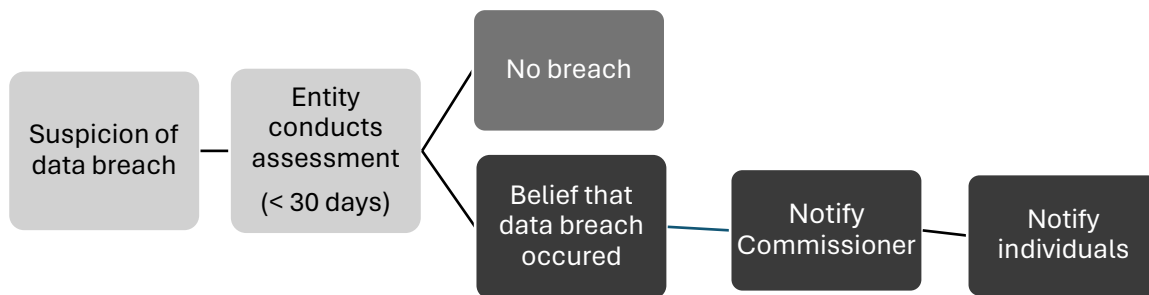 Suspicion of
data breach
Entity
conducts
assessment
(< 30 days)
No breach
Belief that
data breach
occured
Notify
Commissioner
Notify
individuals